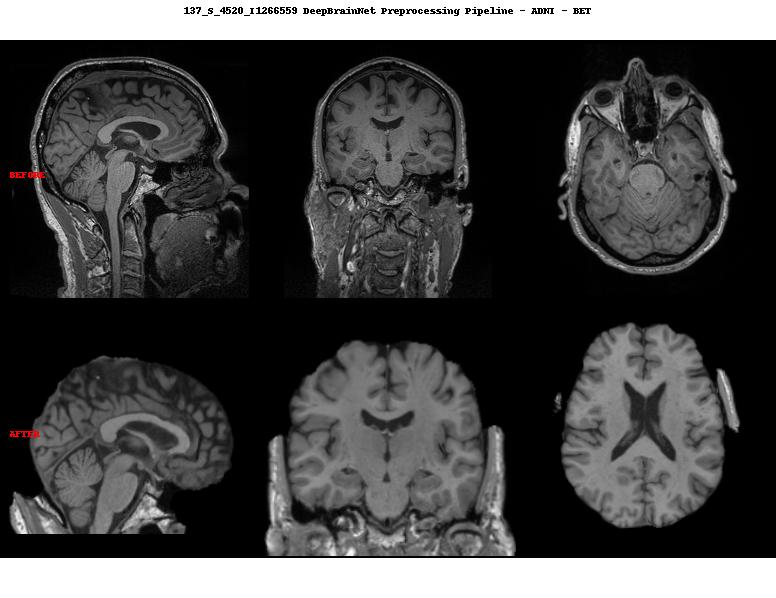 137_S_4520_I1266559 DeepBrainNet Preprocessing Pipeline - ADNI - BET
BEFORE
AFTER